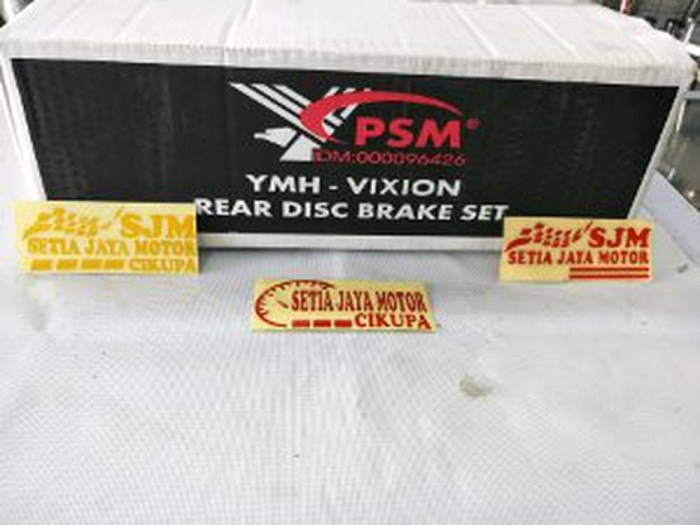 PSM®
IDM:000096426
YMH - VIXION
REAR DISC BRAKE SET
SJM
SETIA JAYA MOTOR
CIKUPA
SETIA JAYA MOTOR
CIKUPA
SJM
SETIA JAYA MOTOR